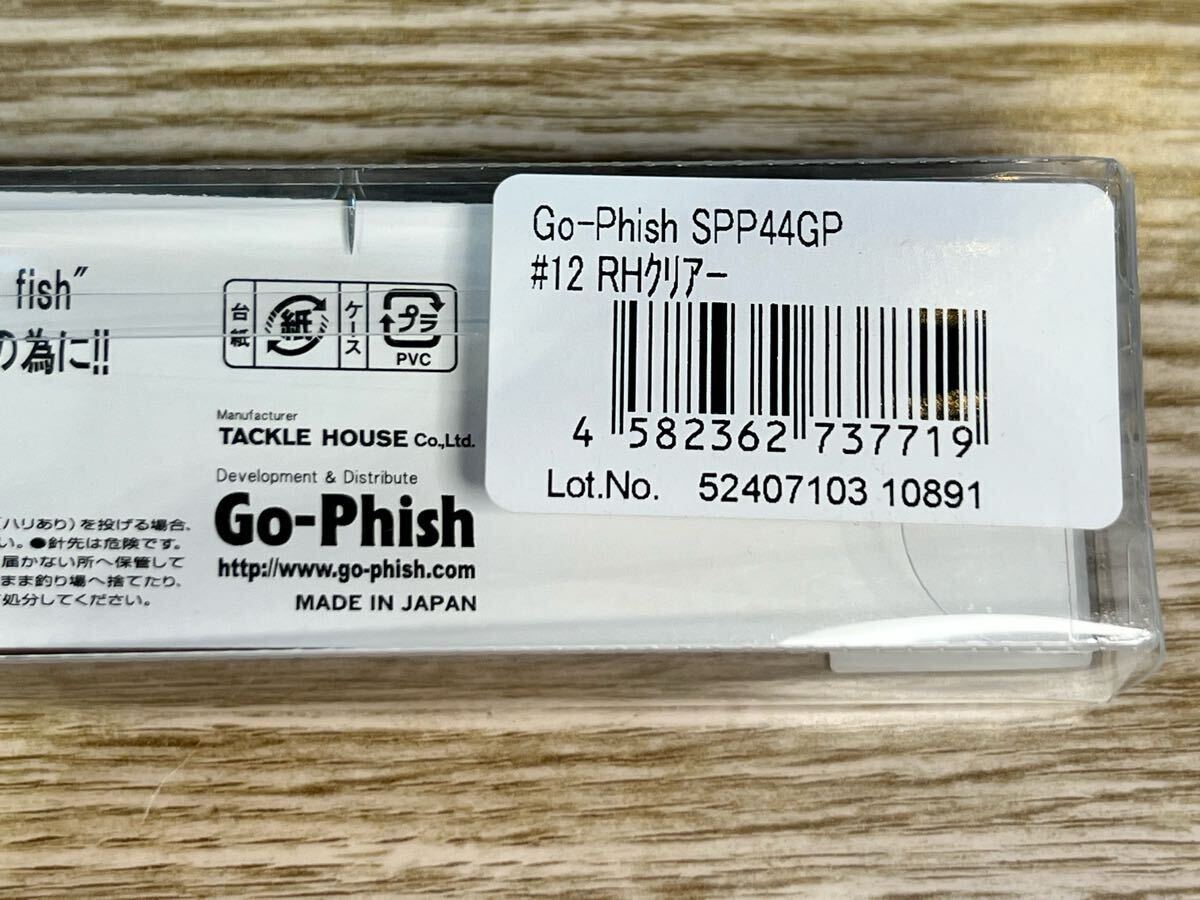 fish”
の為に!!
台紙
紙
ケース
プラ
PVC
Manufacturer
TACKLE HOUSE Co.,Ltd.
Development & Distribute
Go-Phish
http://www.go-phish.com
MADE IN JAPAN
(ハリあり)を投げる場合、
い。●針先は危険です。
届かない所へ保管して
まま釣り場へ捨てたり、
処分してください。
Go-Phish SPP44GP
#12 RHｸﾘｱｰ
4 582362 737719
Lot.No. 52407103 10891